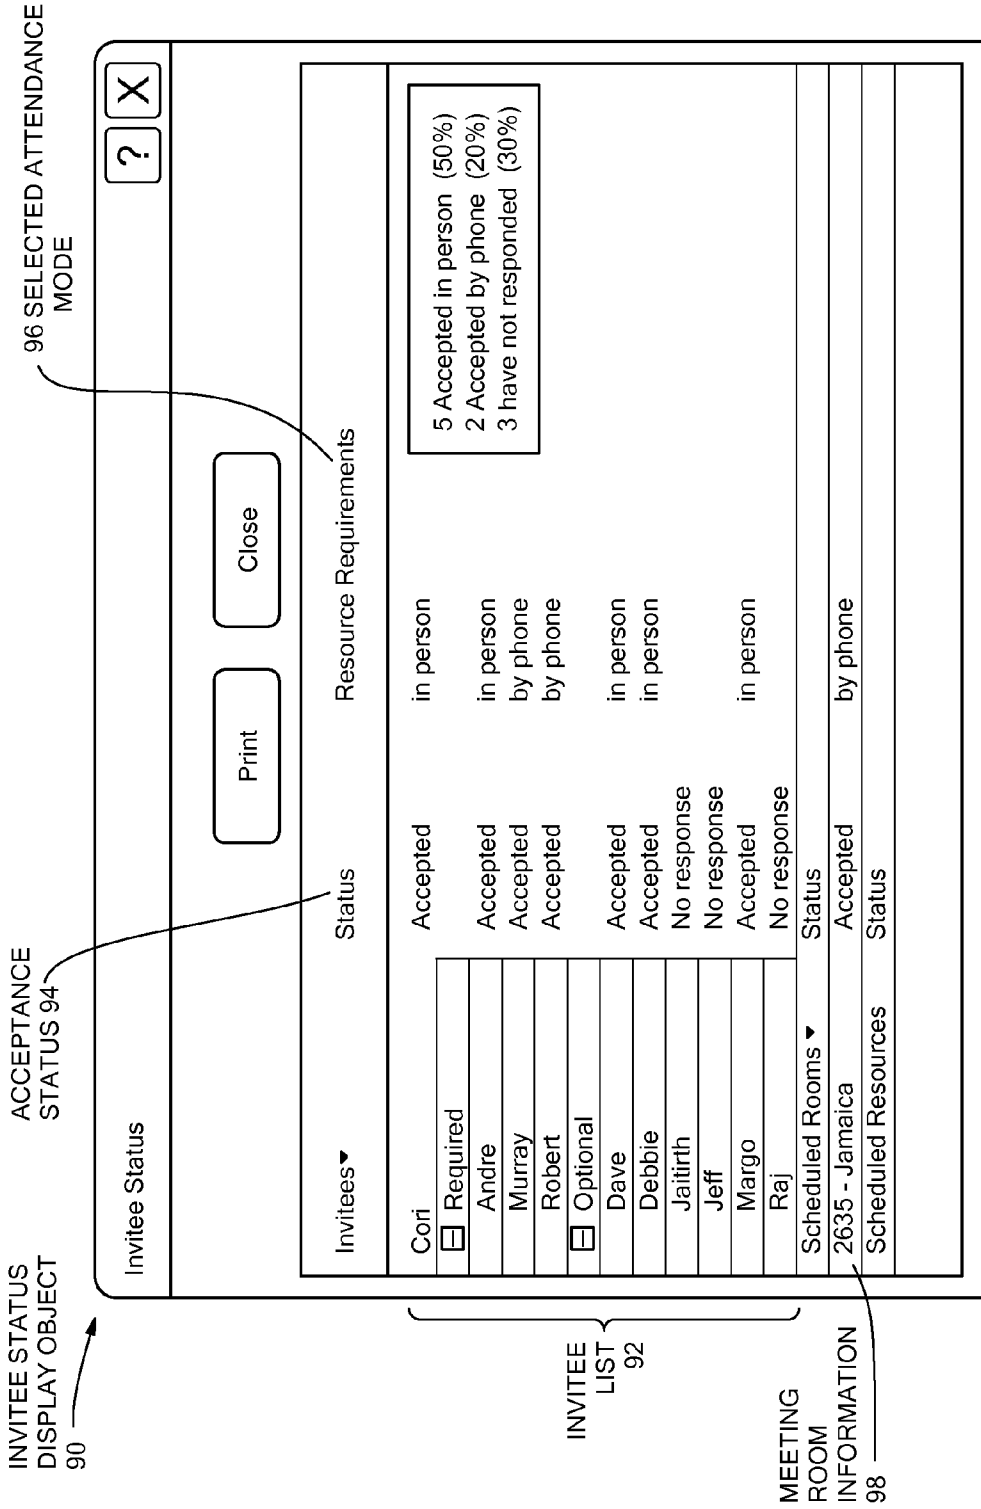 INVITEE STATUS
DISPLAY OBJECT
90
ACCEPTANCE
STATUS 94
96 SELECTED ATTENDANCE
MODE
Invitee Status
? X
Print Close
Invitees Status Resource Requirements
Cori Accepted in person
Required
Andre Accepted in person
Murray Accepted by phone
Robert Accepted by phone
Optional
Dave Accepted in person
Debbie Accepted in person
Jaitirth No response
Jeff No response
Margo Accepted in person
Raj No response
5 Accepted in person (50%)
2 Accepted by phone (20%)
3 have not responded (30%)
Scheduled Rooms Status
2635 - Jamaica Accepted by phone
Scheduled Resources Status
INVITEE
LIST
92
MEETING
ROOM
INFORMATION
98